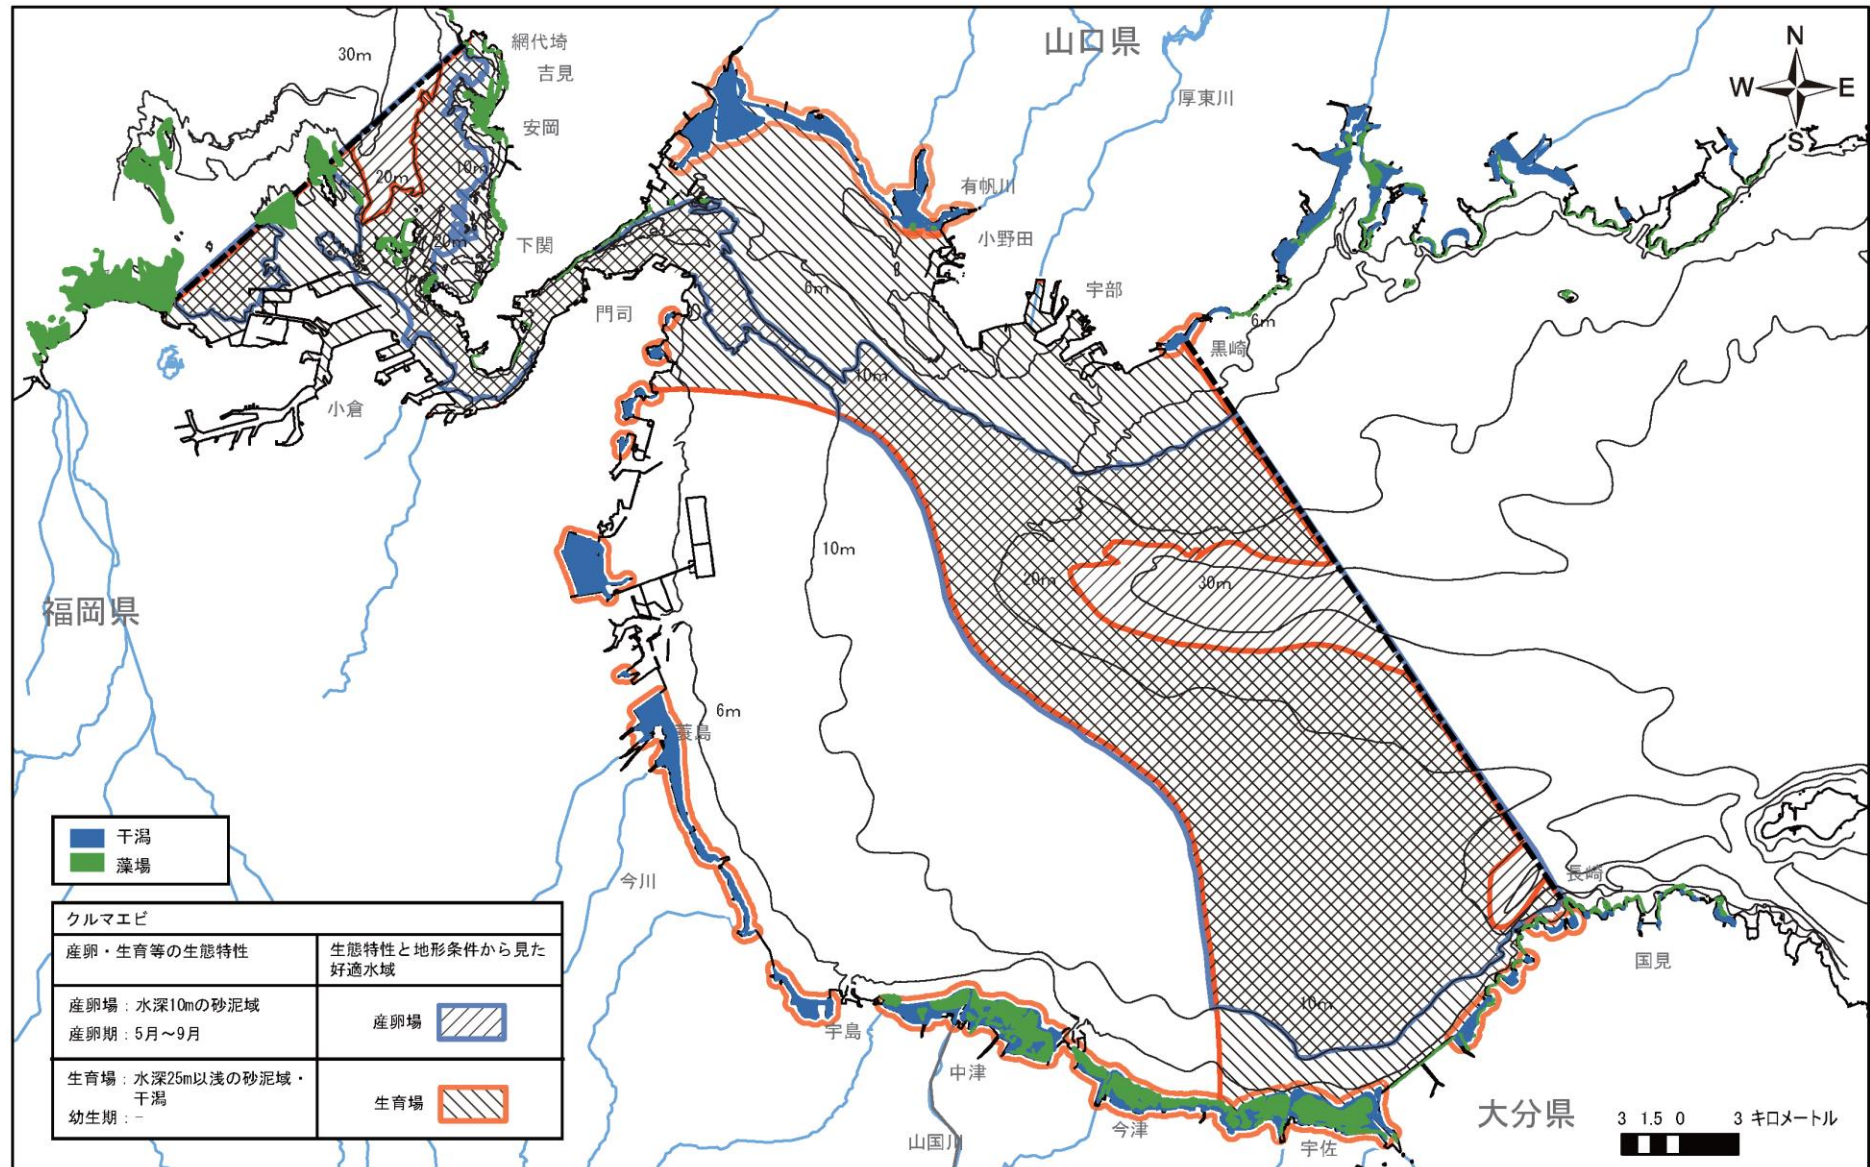 山口県
N
W
E
S
網代埼
30m
吉見
厚東川
安岡
10m
20m
有帆川
下関
20m
小野田
6m
宇部
門司
6m
黒崎
10m
小倉
10m
20m
30m
福岡県
6m
蓑島
干潟
藻場
今川
長崎
クルマエビ
産卵・生育等の生態特性
生態特性と地形条件から見た
好適水域
産卵場：水深10mの砂泥域
産卵期：5月～9月
産卵場
生育場：水深25m以浅の砂泥域・
干潟
幼生期：－
生育場
国見
10m
宇島
中津
今津
山国川
宇佐
大分県
3 1.5 0 3 キロメートル